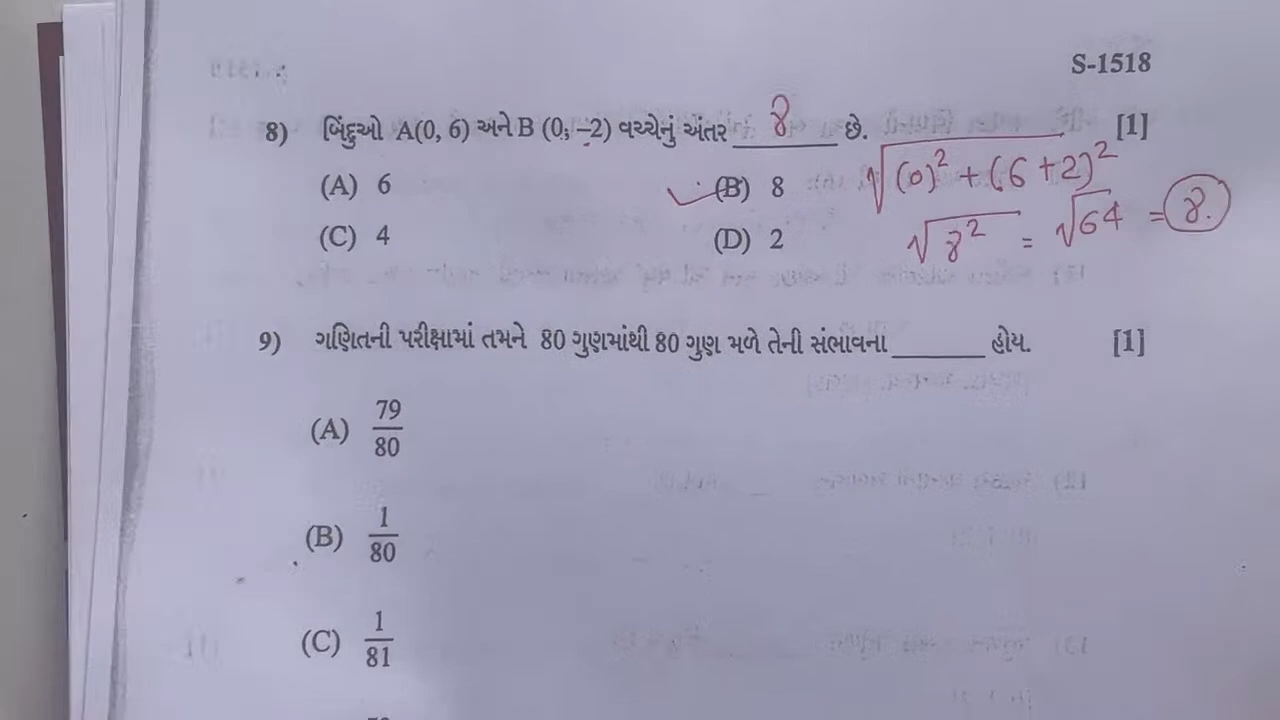 S-1518
8) બિંદુઓ A(0, 6) અને B (0, –2) વચ્ચેનું અંતર 8 છે. [1]
(A) 6 (B) 8
(C) 4 (D) 2
√(0)² + (6 + 2)²
√8² = √64 = 8.
9) ગણિતની પરીક્ષામાં તમને 80 ગુણમાંથી 80 ગુણ મળે તેની સંભાવના ______ હોય. [1]
(A) 79/80
(B) 1/80
(C) 1/81